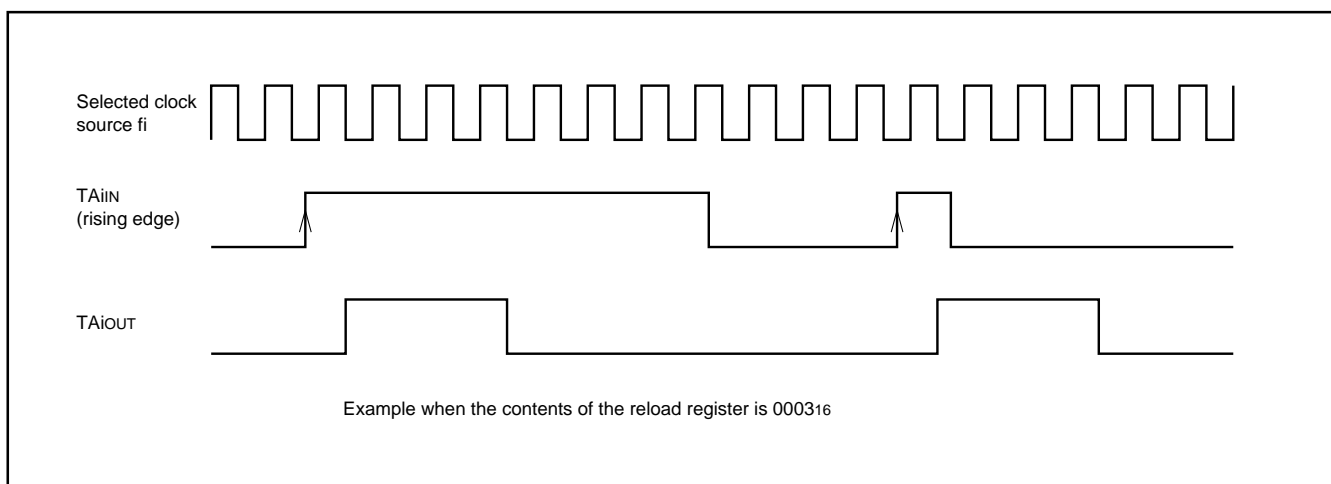 Selected clock
source fi
TAiIN
(rising edge)
TAiOUT
Example when the contents of the reload register is 000316